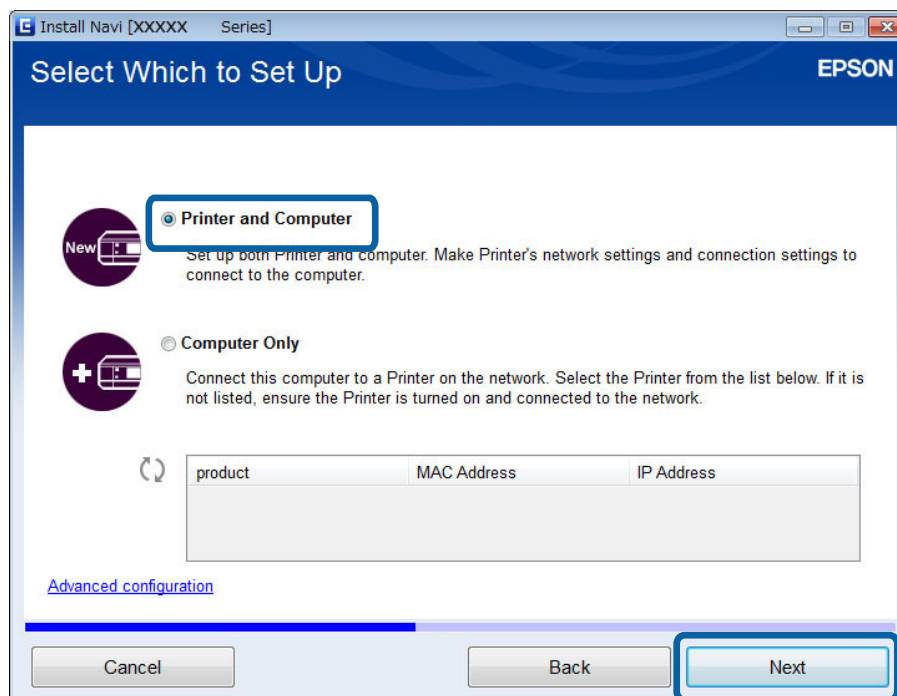 Install Navi [XXXXX Series]
Select Which to Set Up
EPSON
New
Printer and Computer
Set up both Printer and computer. Make Printer's network settings and connection settings to
connect to the computer.
Computer Only
Connect this computer to a Printer on the network. Select the Printer from the list below. If it is
not listed, ensure the Printer is turned on and connected to the network.
product MAC Address IP Address
Advanced configuration
Cancel Back Next